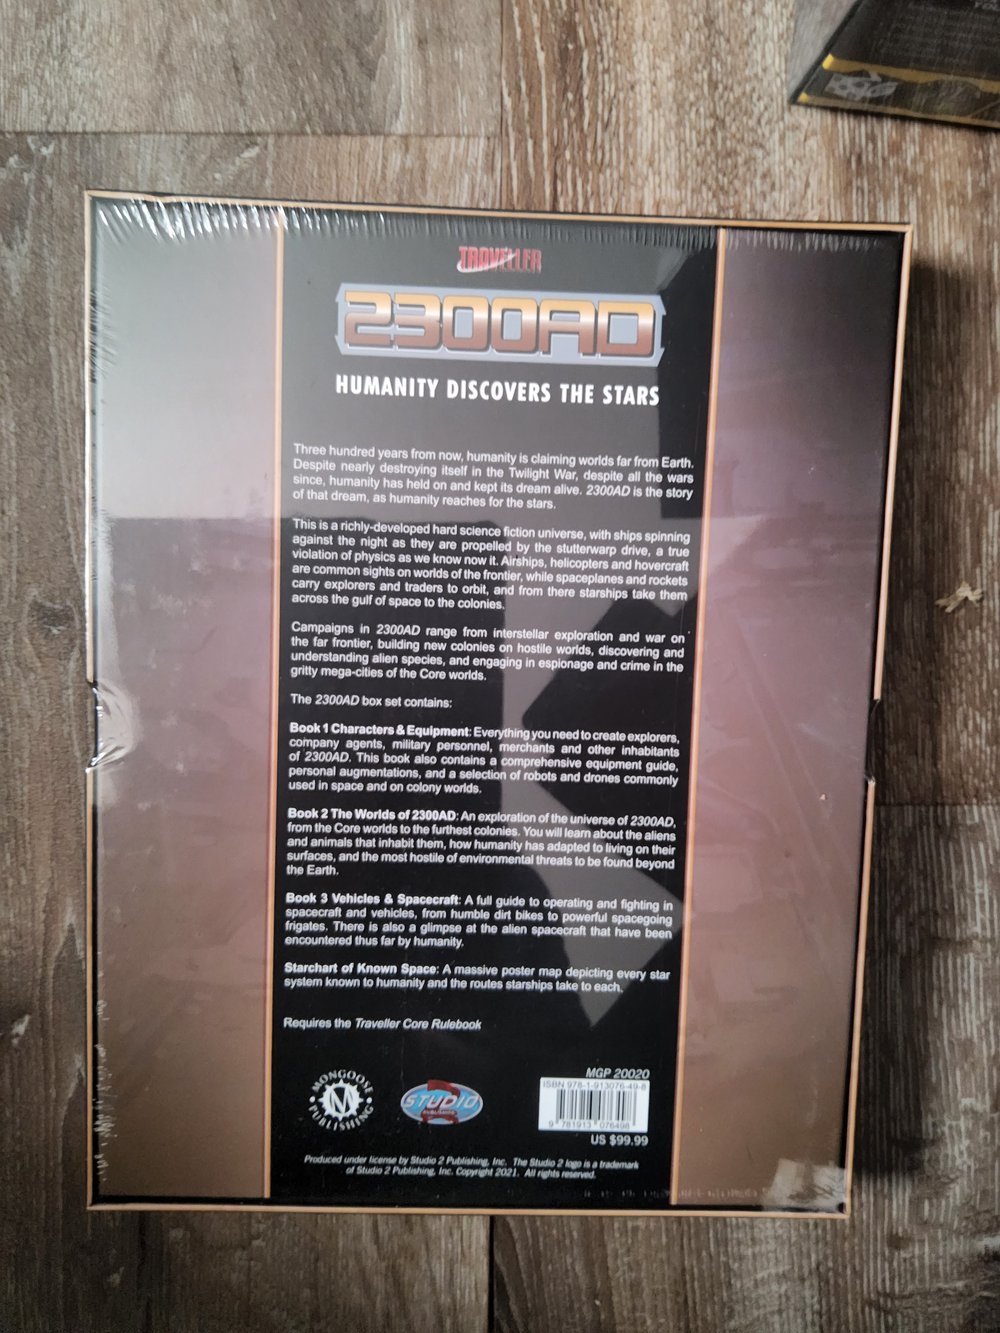 TRAVELLER
2300AD
HUMANITY DISCOVERS THE STARS
Three hundred years from now, humanity is claiming worlds far from Earth.
Despite nearly destroying itself in the Twilight War, despite all the wars
since, humanity has held on and kept its dream alive. 2300AD is the story
of that dream, as humanity reaches for the stars.
This is a richly-developed hard science fiction universe, with ships spinning
against the night as they are propelled by the stutterwarp drive, a true
violation of physics as we know now it. Airships, helicopters and hovercraft
are common sights on worlds of the frontier, while spaceplanes and rockets
carry explorers and traders to orbit, and from there starships take them
across the gulf of space to the colonies.
Campaigns in 2300AD range from interstellar exploration and war on
the far frontier, building new colonies on hostile worlds, discovering and
understanding alien species, and engaging in espionage and crime in the
gritty mega-cities of the Core worlds.
The 2300AD box set contains:
Book 1 Characters & Equipment: Everything you need to create explorers,
company agents, military personnel, merchants and other inhabitants
of 2300AD. This book also contains a comprehensive equipment guide,
personal augmentations, and a selection of robots and drones commonly
used in space and on colony worlds.
Book 2 The Worlds of 2300AD: An exploration of the universe of 2300AD,
from the Core worlds to the furthest colonies. You will learn about the aliens
and animals that inhabit them, how humanity has adapted to living on their
surfaces, and the most hostile of environmental threats to be found beyond
the Earth.
Book 3 Vehicles & Spacecraft: A full guide to operating and fighting in
spacecraft and vehicles, from humble dirt bikes to powerful spacegoing
frigates. There is also a glimpse at the alien spacecraft that have been
encountered thus far by humanity.
Starchart of Known Space: A massive poster map depicting every star
system known to humanity and the routes starships take to each.
Requires the Traveller Core Rulebook
MONGOOSE
M
PUBLISHING
STUDIO
2
PUBLISHING
MGP 20020
ISBN 978-1-913076-49-8
9 781913 076498
US $99.99
Produced under license by Studio 2 Publishing, Inc. The Studio 2 logo is a trademark
of Studio 2 Publishing, Inc. Copyright 2021. All rights reserved.